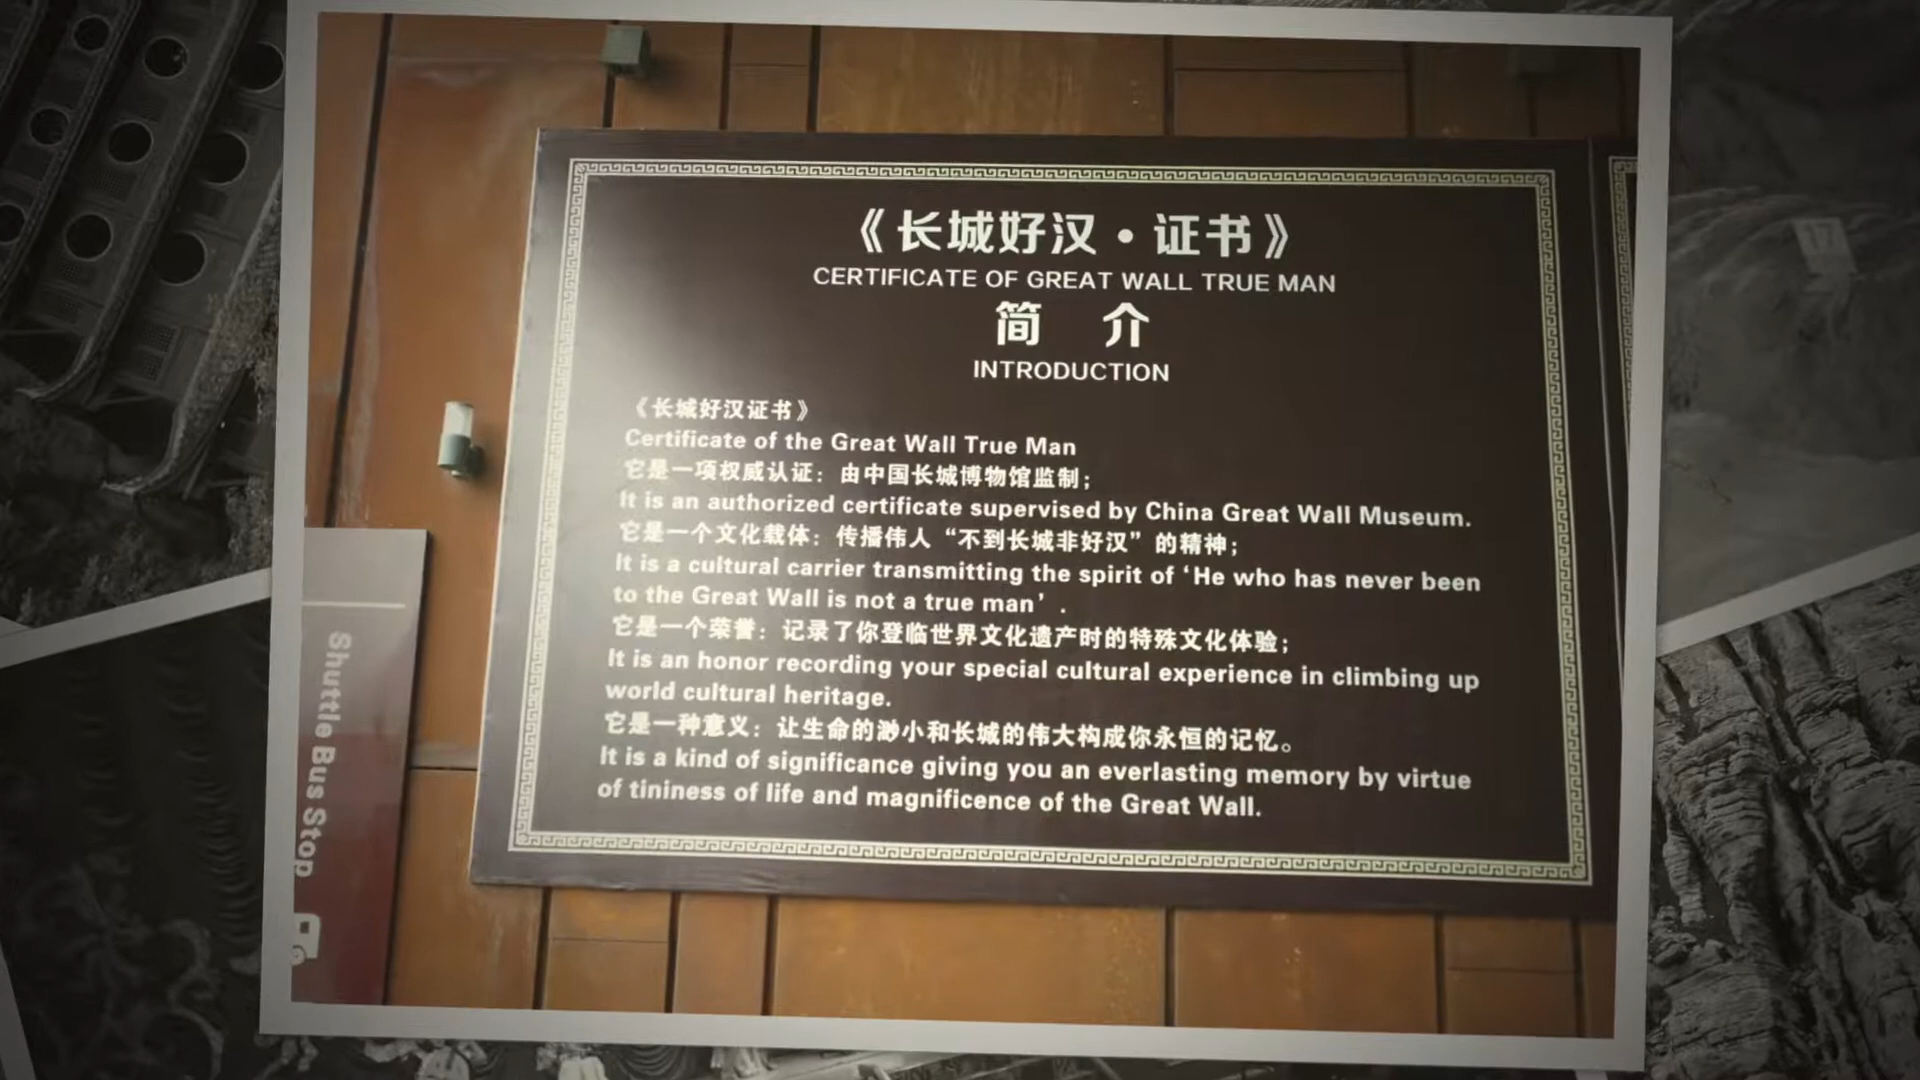 《长城好汉·证书》
CERTIFICATE OF GREAT WALL TRUE MAN
简 介
INTRODUCTION
《长城好汉证书》
Certificate of the Great Wall True Man
它是一项权威认证：由中国长城博物馆监制；
It is an authorized certificate supervised by China Great Wall Museum.
它是一个文化载体：传播伟人“不到长城非好汉”的精神；
It is a cultural carrier transmitting the spirit of ‘He who has never been
to the Great Wall is not a true man’ .
它是一个荣誉：记录了你登临世界文化遗产时的特殊文化体验；
It is an honor recording your special cultural experience in climbing up
world cultural heritage.
它是一种意义：让生命的渺小和长城的伟大构成你永恒的记忆。
It is a kind of significance giving you an everlasting memory by virtue
of tininess of life and magnificence of the Great Wall.
Shuttle Bus Stop
17